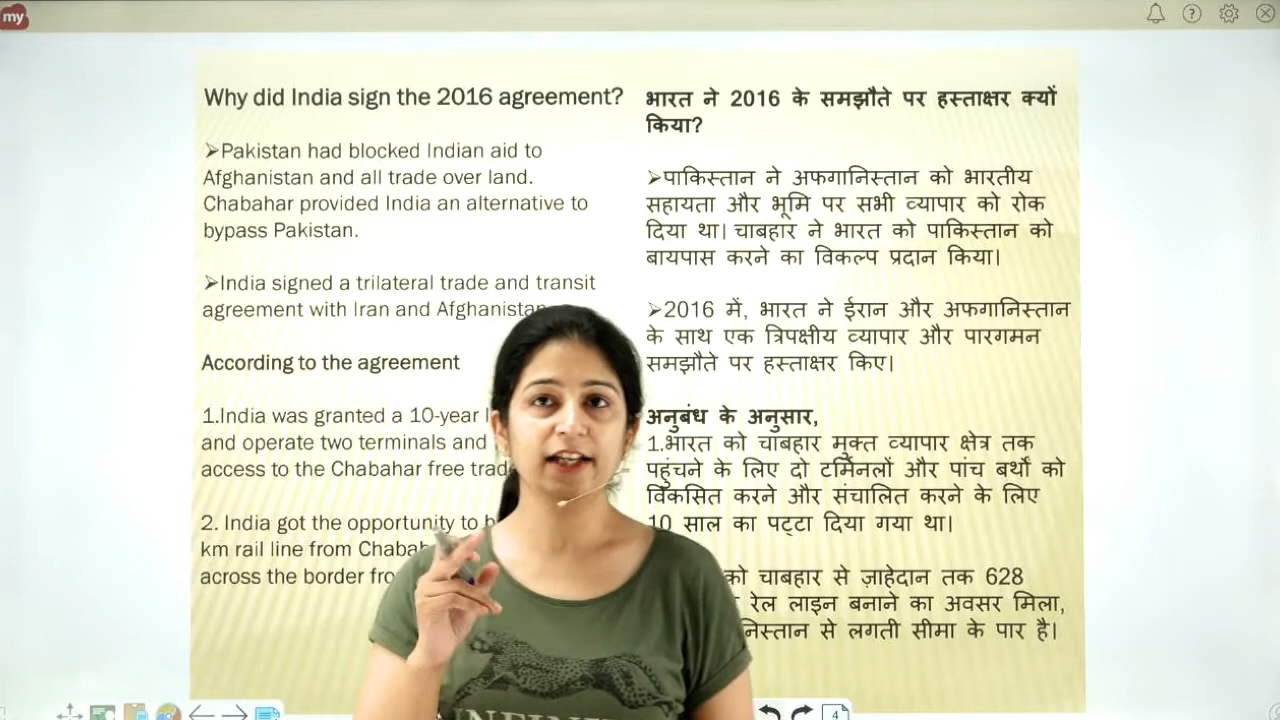 my
Why did India sign the 2016 agreement?
➢Pakistan had blocked Indian aid to
Afghanistan and all trade over land.
Chabahar provided India an alternative to
bypass Pakistan.
➢India signed a trilateral trade and transit
agreement with Iran and Afghanistan
According to the agreement
1.India was granted a 10-year
and operate two terminals and
access to the Chabahar free
2. India got the opportunity to
km rail line from
across the border
भारत ने 2016 के समझौते पर हस्ताक्षर क्यों
किया?
➢पाकिस्तान ने अफगानिस्तान को भारतीय
सहायता और भूमि पर सभी व्यापार को रोक
दिया था। चाबहार ने भारत को पाकिस्तान को
बायपास करने का विकल्प प्रदान किया।
➢2016 में, भारत ने ईरान और अफगानिस्तान
के साथ एक त्रिपक्षीय व्यापार और पारगमन
समझौते पर हस्ताक्षर किए।
अनुबंध के अनुसार,
1.भारत को चाबहार मुक्त व्यापार क्षेत्र तक
पहुंचने के लिए दो टर्मिनलों और पांच बर्थों को
विकसित करने और संचालित करने के लिए
10 साल का पट्टा दिया गया था।
को चाबहार से ज़ाहेदान तक 628
रेल लाइन बनाने का अवसर मिला,
से लगती सीमा के पार है।
4